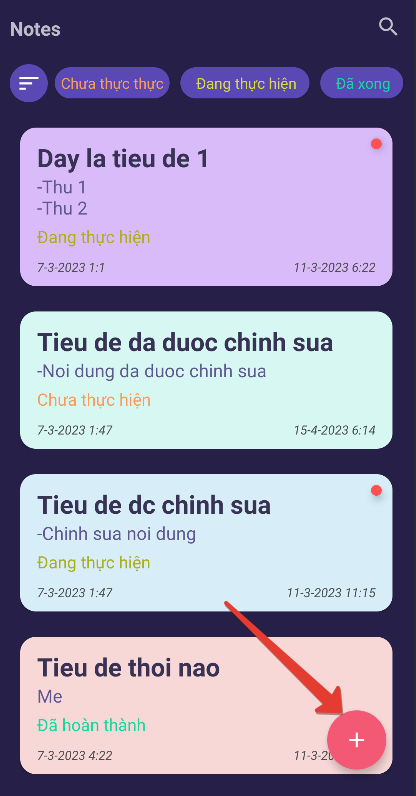 Notes
Chưa thực thực
Đang thực hiện
Đã xong
Day la tieu de 1
-Thu 1
-Thu 2
Đang thực hiện
7-3-2023 1:1
11-3-2023 6:22
Tieu de da duoc chinh sua
-Noi dung da duoc chinh sua
Chưa thực hiện
7-3-2023 1:47
15-4-2023 6:14
Tieu de dc chinh sua
-Chinh sua noi dung
Đang thực hiện
7-3-2023 1:47
11-3-2023 11:15
Tieu de thoi nao
Me
Đã hoàn thành
7-3-2023 4:22